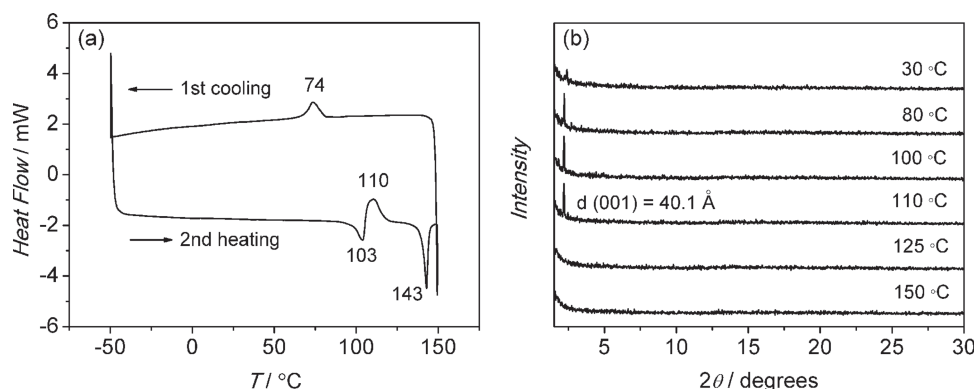 (a)
6
4
2
0
-2
-4
-6
Heat Flow / mW
1st cooling
74
110
2nd heating
103
143
-50
0
50
100
150
T / °C
(b)
Intensity
30 °C
80 °C
100 °C
110 °C
d (001) = 40.1 Å
125 °C
150 °C
5
10
15
20
25
30
2θ / degrees